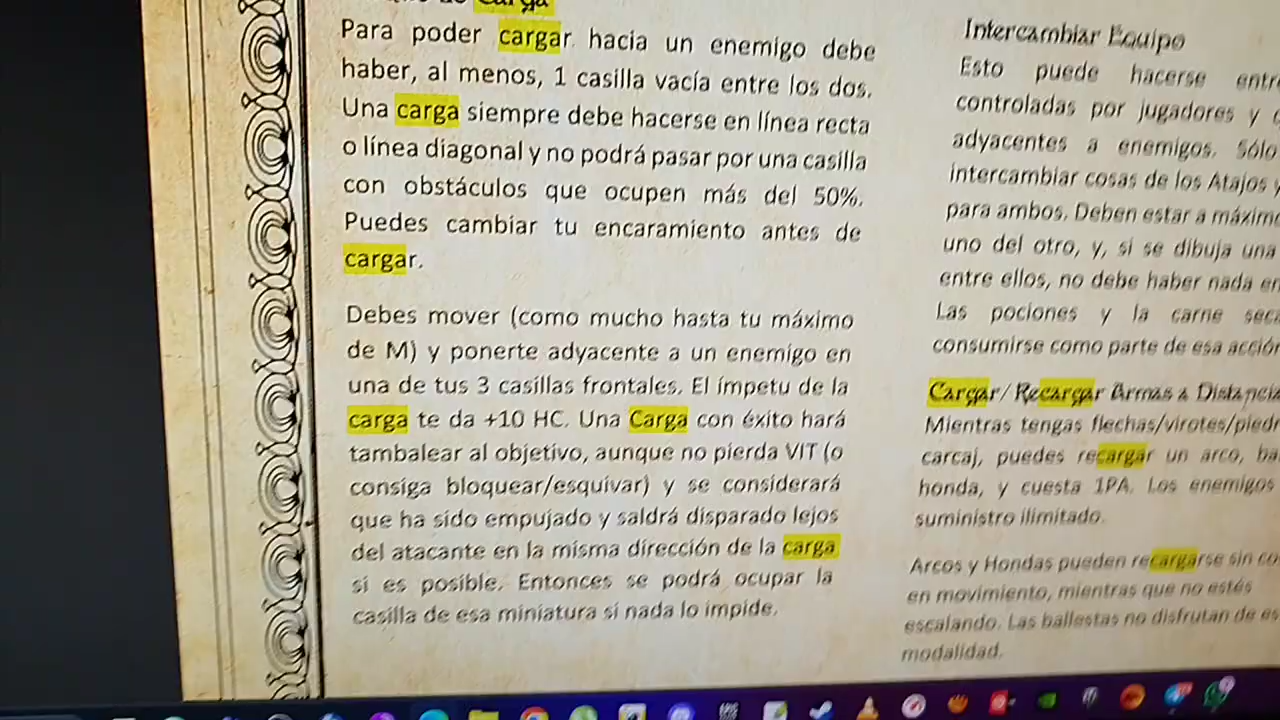 Carga
Para poder cargar hacia un enemigo debe
haber, al menos, 1 casilla vacía entre los dos.
Una carga siempre debe hacerse en línea recta
o línea diagonal y no podrá pasar por una casilla
con obstáculos que ocupen más del 50%.
Puedes cambiar tu encaramiento antes de
cargar.
Debes mover (como mucho hasta tu máximo
de M) y ponerte adyacente a un enemigo en
una de tus 3 casillas frontales. El ímpetu de la
carga te da +10 HC. Una Carga con éxito hará
tambalear al objetivo, aunque no pierda VIT (o
consiga bloquear/esquivar) y se considerará
que ha sido empujado y saldrá disparado lejos
del atacante en la misma dirección de la carga
si es posible. Entonces se podrá ocupar la
casilla de esa miniatura si nada lo impide.
Intercambiar Equipo
Esto puede hacerse
controladas por jugadores y
adyacentes a enemigos. Sólo
intercambiar cosas de los Atajos y
para ambos. Deben estar a máximo
uno del otro, y, si se dibuja una
entre ellos, no debe haber nada
Las pociones y la carne
consumirse como parte de esa acción
Cargar/ Recargar Armas a Distancia
Mientras tengas flechas/virotes/
carcaj, puedes recargar un arco,
honda, y cuesta 1PA. Los enemigos
suministro ilimitado.
Arcos y Hondas pueden recargarse sin
en movimiento, mientras que no estés
escalando. Las ballestas no disfrutan de
modalidad.